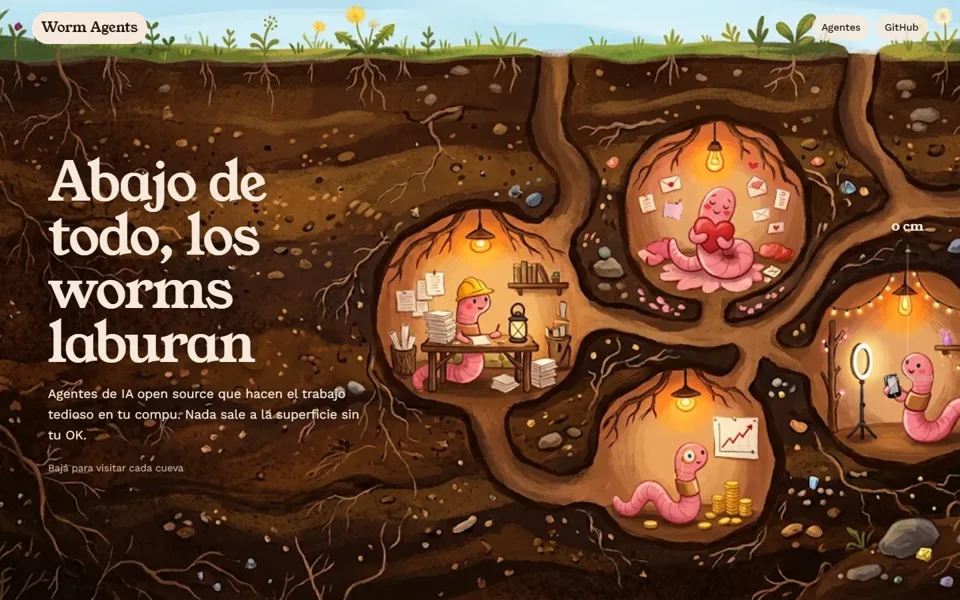 Worm Agents
Agentes
GitHub
Abajo de
todo, los
worms
laburan
Agentes de IA open source que hacen el trabajo
tedioso en tu compu. Nada sale a la superficie sin
tu OK.
Bajá para visitar cada cueva
0 cm